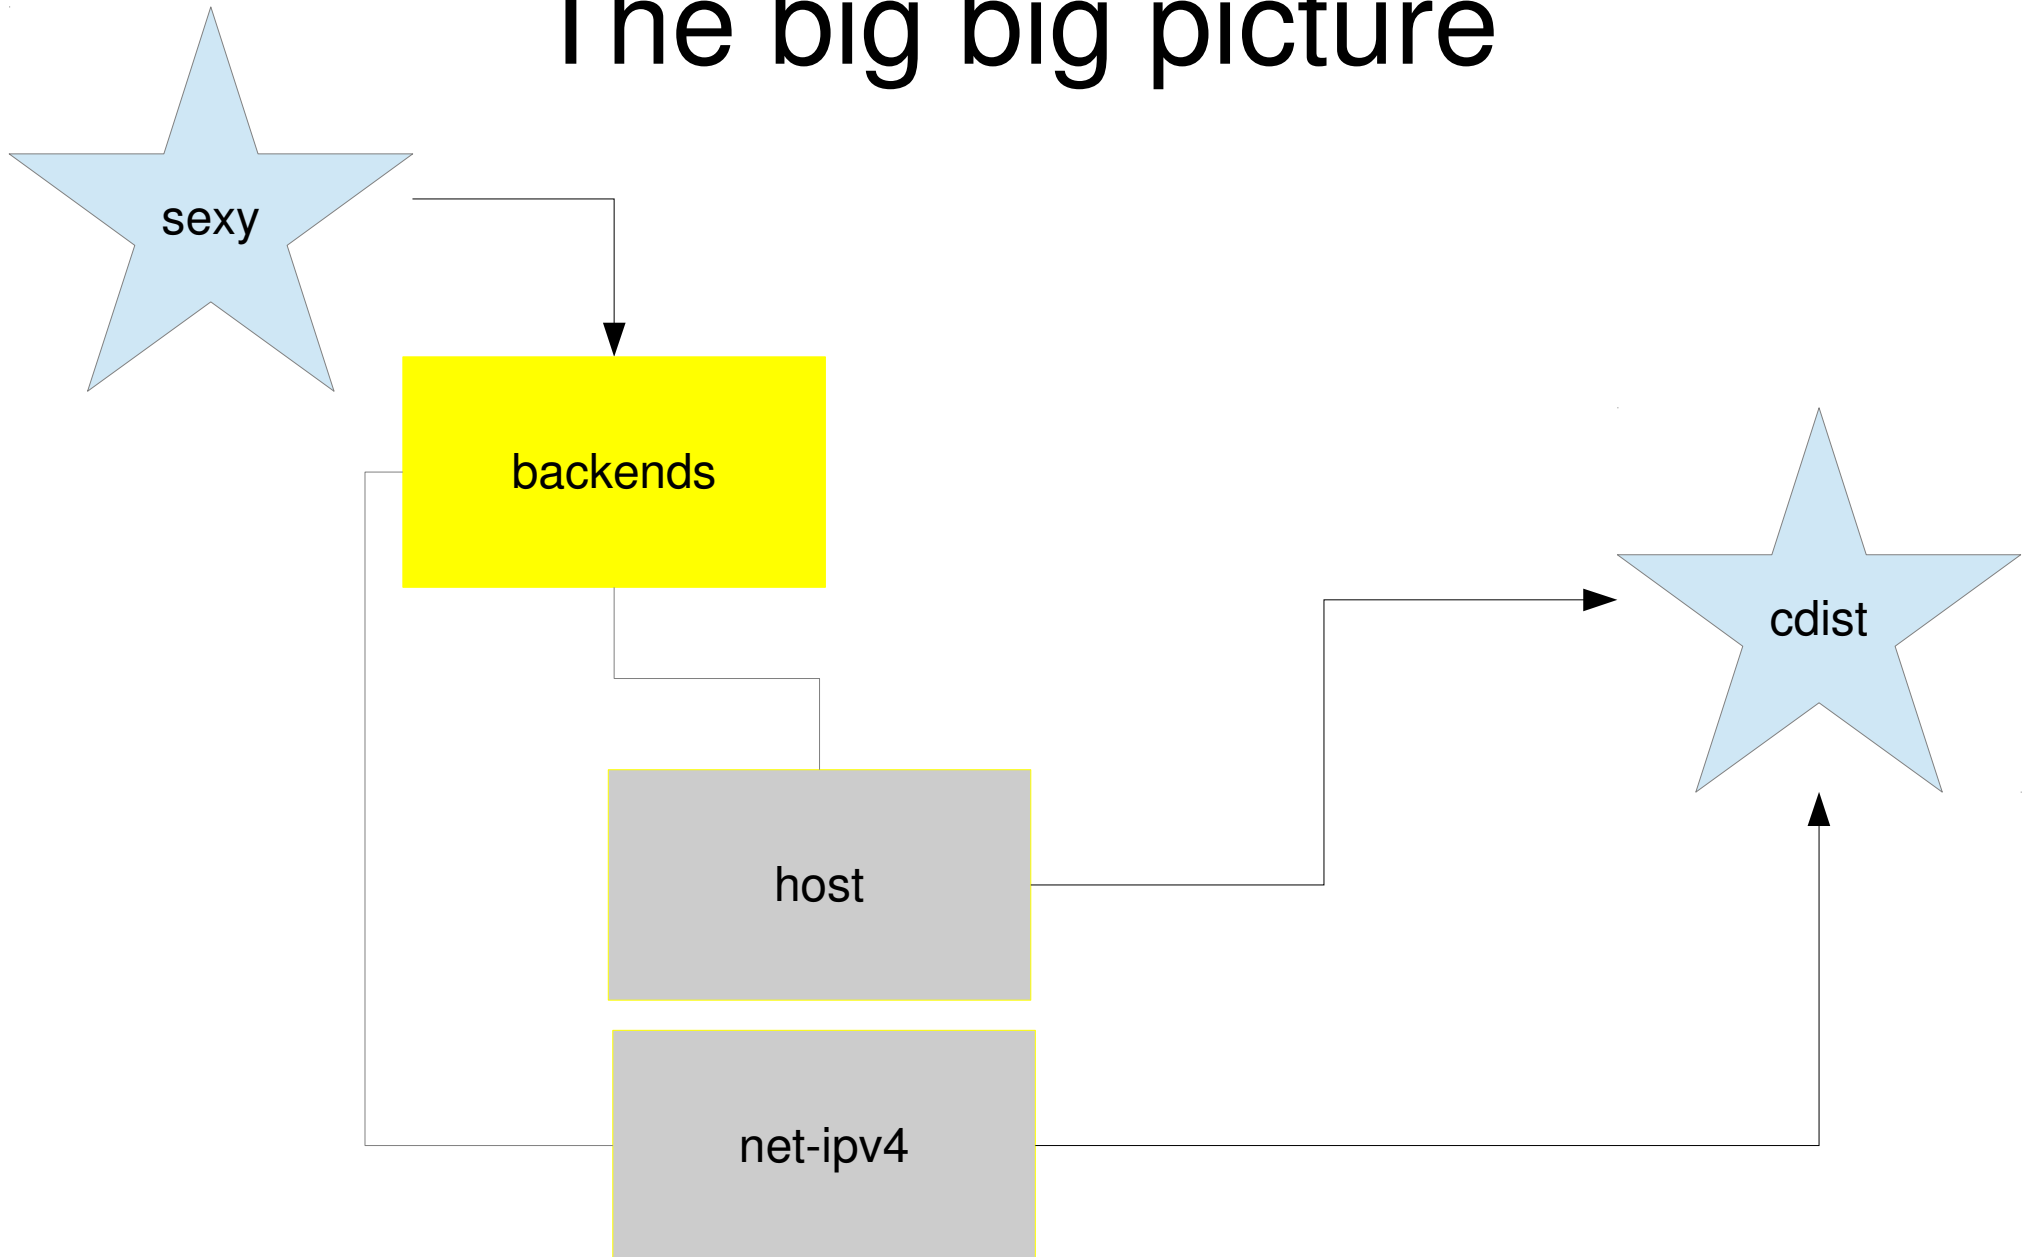 The big big picture
sexy
backends
cdist
host
net-ipv4